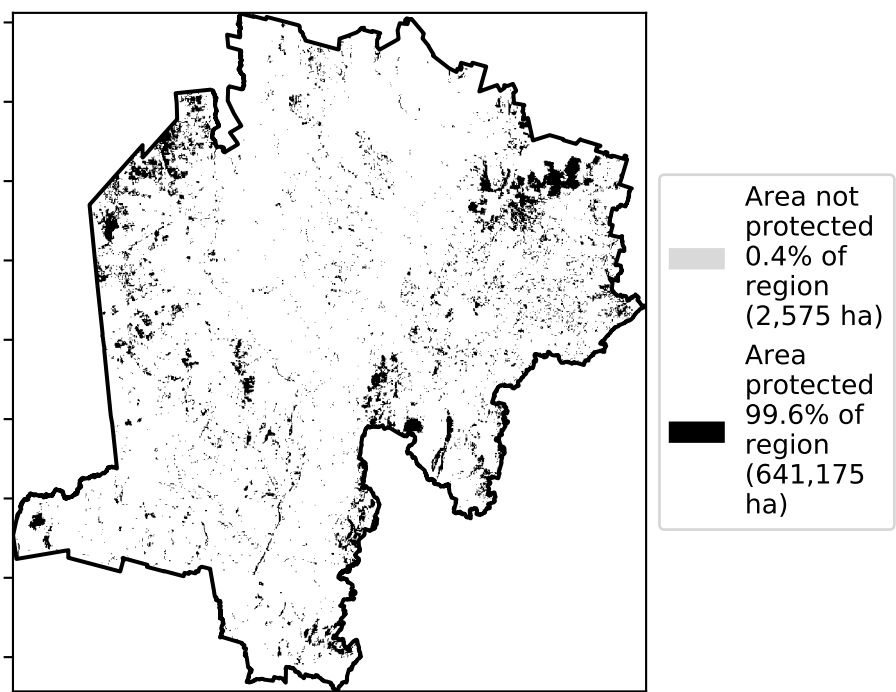 Area not
protected
0.4% of
region
(2,575 ha)
Area
protected
99.6% of
region
(641,175
ha)